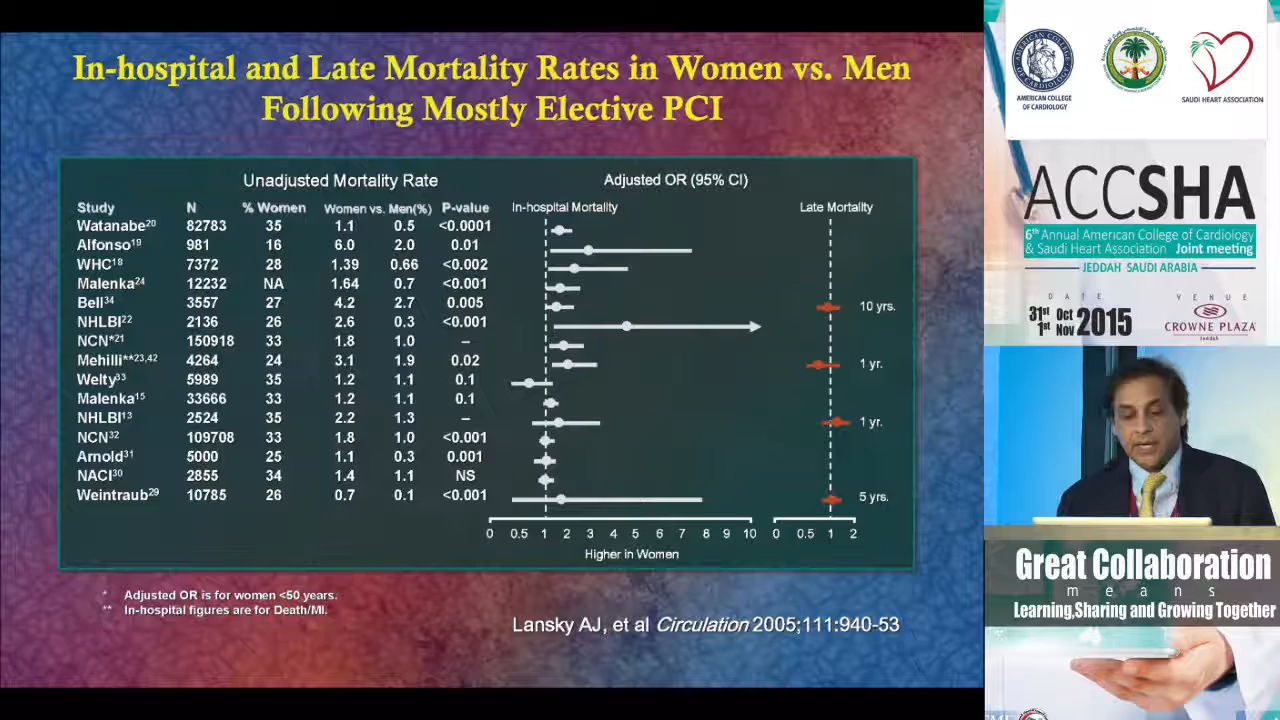 In-hospital and Late Mortality Rates in Women vs. Men
Following Mostly Elective PCI
Unadjusted Mortality Rate
Adjusted OR (95% CI)
Study N % Women Women vs. Men(%) P-value In-hospital Mortality Late Mortality
Watanabe20 82783 35 1.1 0.5 <0.0001
Alfonso19 981 16 6.0 2.0 0.01
WHC18 7372 28 1.39 0.66 <0.002
Malenka24 12232 NA 1.64 0.7 <0.001
Bell34 3557 27 4.2 2.7 0.005 10 yrs.
NHLBI22 2136 26 2.6 0.3 <0.001
NCN*21 150918 33 1.8 1.0 –
Mehilli**23,42 4264 24 3.1 1.9 0.02 1 yr.
Welty33 5989 35 1.2 1.1 0.1
Malenka15 33666 33 1.2 1.1 0.1
NHLBI13 2524 35 2.2 1.3 – 1 yr.
NCN32 109708 33 1.8 1.0 <0.001
Arnold31 5000 25 1.1 0.3 0.001
NACI30 2855 34 1.4 1.1 NS
Weintraub29 10785 26 0.7 0.1 <0.001 5 yrs.
0 0.5 1 2 3 4 5 6 7 8 9 10 0 0.5 1 2
Higher in Women
* Adjusted OR is for women <50 years.
** In-hospital figures are for Death/MI.
Lansky AJ, et al Circulation 2005;111:940-53
AMERICAN COLLEGE OF CARDIOLOGY
AMERICAN COLLEGE
OF CARDIOLOGY
SAUDI HEART ASSOCIATION
ACCSHA
6th Annual American College of Cardiology
& Saudi Heart Association Joint meeting
JEDDAH SAUDI ARABIA
DATE
31st Oct
1st Nov 2015
VENUE
CROWNE PLAZA
Jeddah
Great Collaboration
means
Learning,Sharing and Growing Together